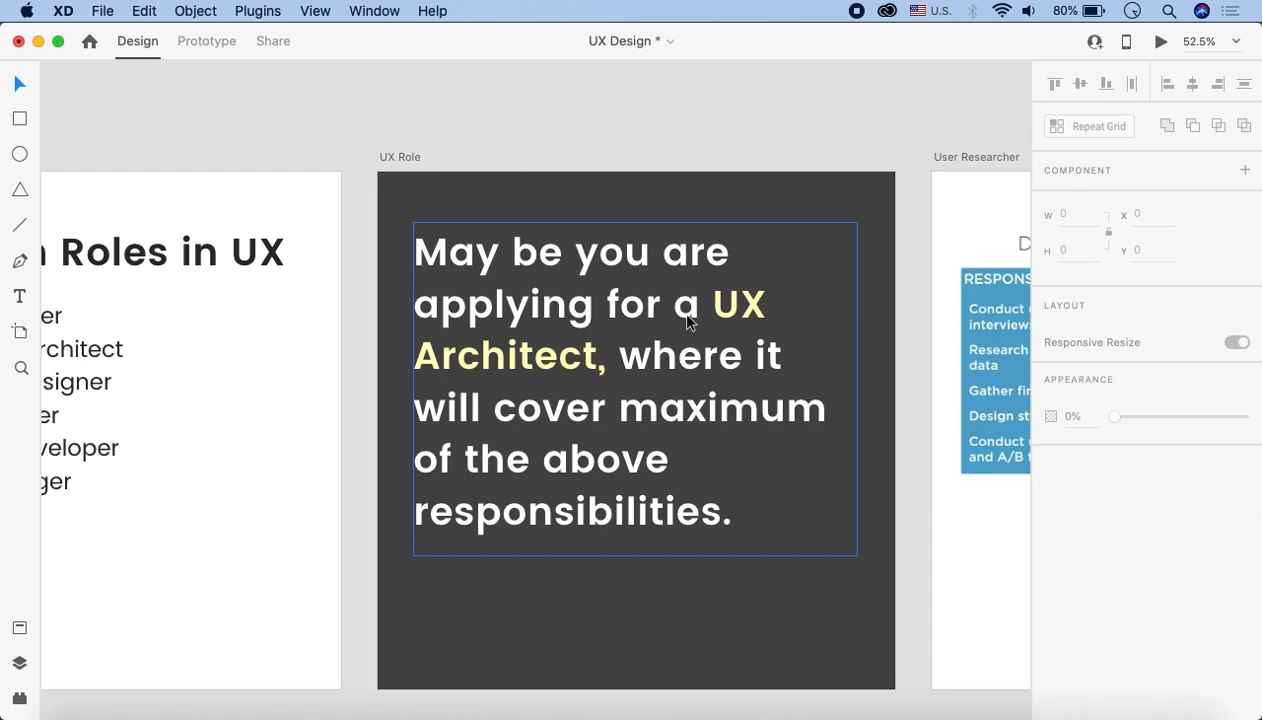 XD File Edit Object Plugins View Window Help
U.S. 80%
Design Prototype Share
UX Design *
52.5%
Repeat Grid
COMPONENT
W 0 X 0
H 0 Y 0
LAYOUT
Responsive Resize
APPEARANCE
0%
Roles in UX
er
rchitect
signer
er
veloper
ger
UX Role
May be you are
applying for a UX
Architect, where it
will cover maximum
of the above
responsibilities.
User Researcher
D
RESPONS
Conduct
interview
Research
data
Gather fin
Design st
Conduct
and A/B